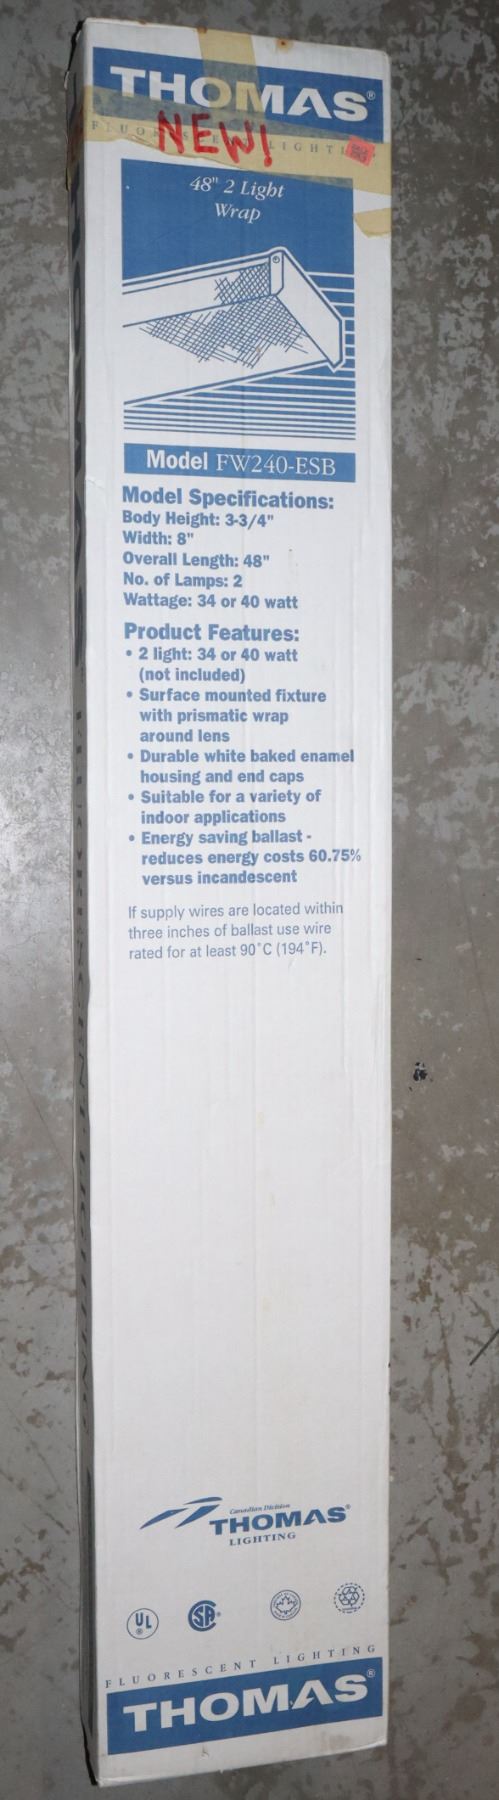 THOMAS®
FLUORESCENT LIGHTING
NEW!
48" 2 Light
Wrap
Model FW240-ESB
Model Specifications:
Body Height: 3-3/4"
Width: 8"
Overall Length: 48"
No. of Lamps: 2
Wattage: 34 or 40 watt
Product Features:
• 2 light: 34 or 40 watt
(not included)
• Surface mounted fixture
with prismatic wrap
around lens
• Durable white baked enamel
housing and end caps
• Suitable for a variety of
indoor applications
• Energy saving ballast -
reduces energy costs 60.75%
versus incandescent
If supply wires are located within
three inches of ballast use wire
rated for at least 90°C (194°F).
Canadian Division
THOMAS®
LIGHTING
UL®
SA®
FLUORESCENT LIGHTING
THOMAS®